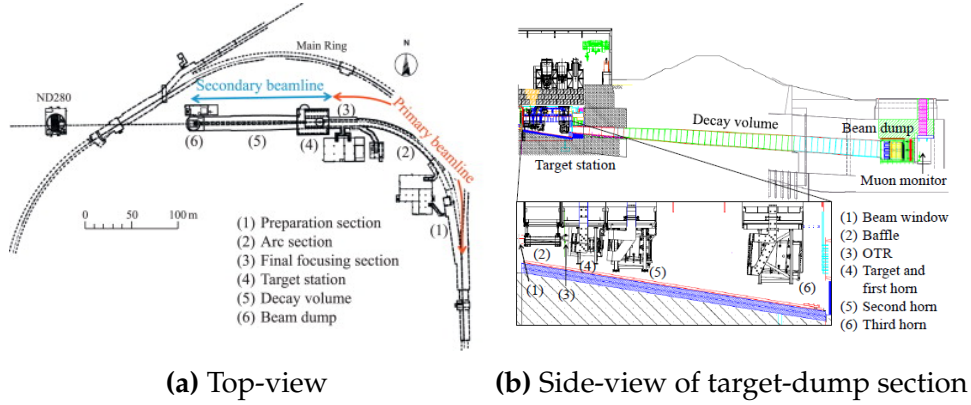 Main Ring
N
ND280
Secondary beamline
Primary beamline
(3)
(6)
(5)
(4)
(2)
(1)
0 50 100 m
(1) Preparation section
(2) Arc section
(3) Final focusing section
(4) Target station
(5) Decay volume
(6) Beam dump
(a) Top-view
Decay volume
Beam dump
Target station
Muon monitor
(2)
(4)
(5)
(6)
(1)
(3)
(1) Beam window
(2) Baffle
(3) OTR
(4) Target and
first horn
(5) Second horn
(6) Third horn
(b) Side-view of target-dump section